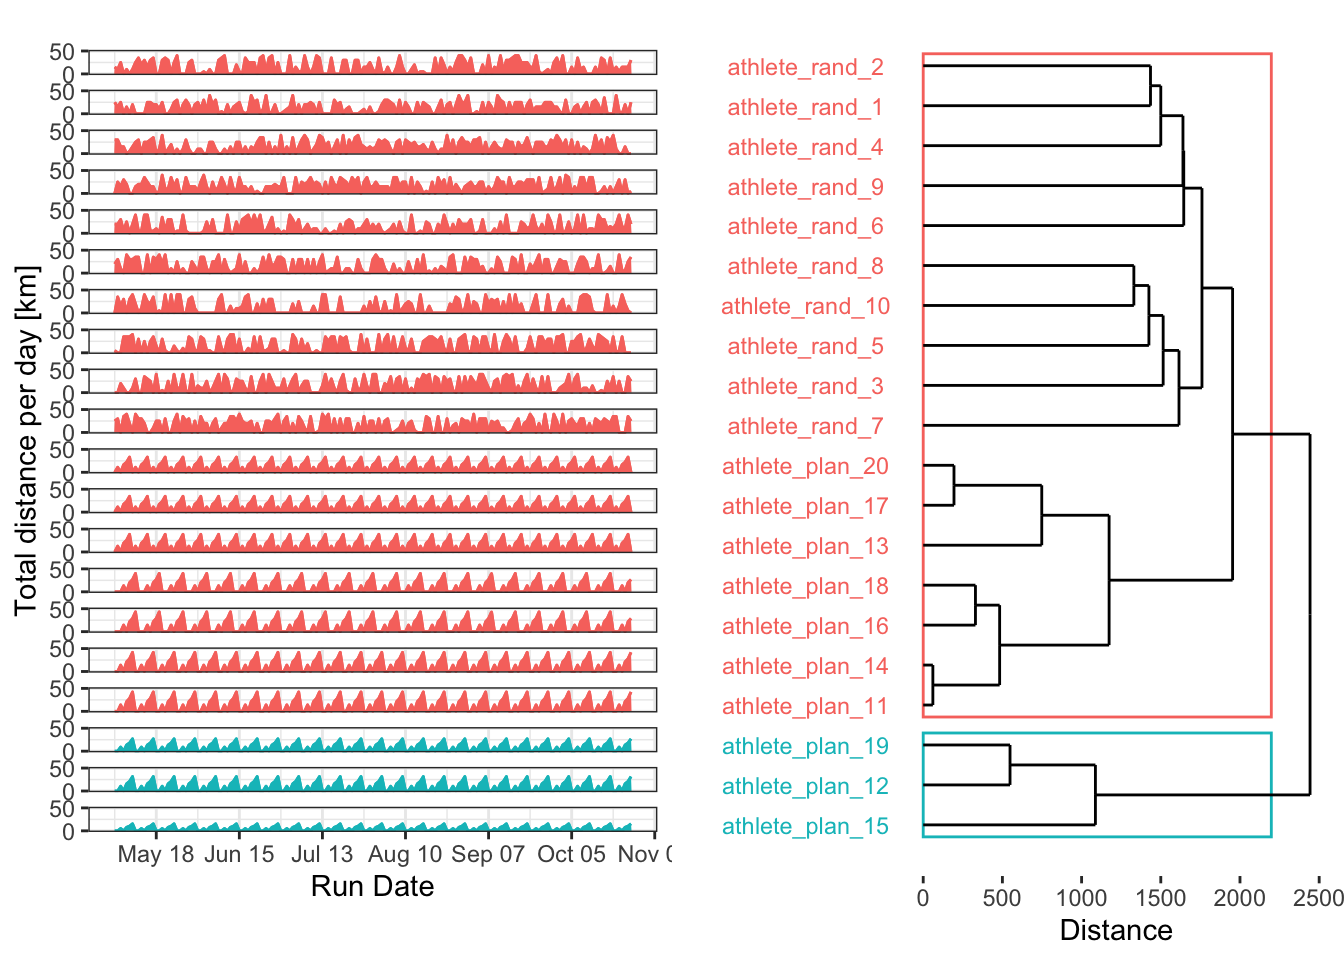 Total distance per day [km]
50
0
50
0
50
0
50
0
50
0
50
0
50
0
50
0
50
0
50
0
50
0
50
0
50
0
50
0
50
0
50
0
50
0
50
0
50
0
50
0
May 18 Jun 15 Jul 13 Aug 10 Sep 07 Oct 05 Nov 0
Run Date
athlete_rand_2
athlete_rand_1
athlete_rand_4
athlete_rand_9
athlete_rand_6
athlete_rand_8
athlete_rand_10
athlete_rand_5
athlete_rand_3
athlete_rand_7
athlete_plan_20
athlete_plan_17
athlete_plan_13
athlete_plan_18
athlete_plan_16
athlete_plan_14
athlete_plan_11
athlete_plan_19
athlete_plan_12
athlete_plan_15
0 500 1000 1500 2000 2500
Distance